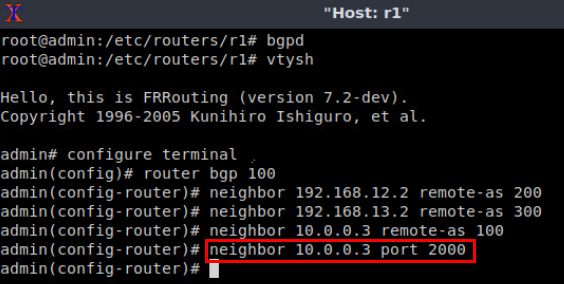 "Host: r1"
root@admin:/etc/routers/r1# bgpd
root@admin:/etc/routers/r1# vtysh
Hello, this is FRRouting (version 7.2-dev).
Copyright 1996-2005 Kunihiro Ishiguro, et al.
admin# configure terminal
admin(config)# router bgp 100
admin(config-router)# neighbor 192.168.12.2 remote-as 200
admin(config-router)# neighbor 192.168.13.2 remote-as 300
admin(config-router)# neighbor 10.0.0.3 remote-as 100
admin(config-router)# neighbor 10.0.0.3 port 2000
admin(config-router)#